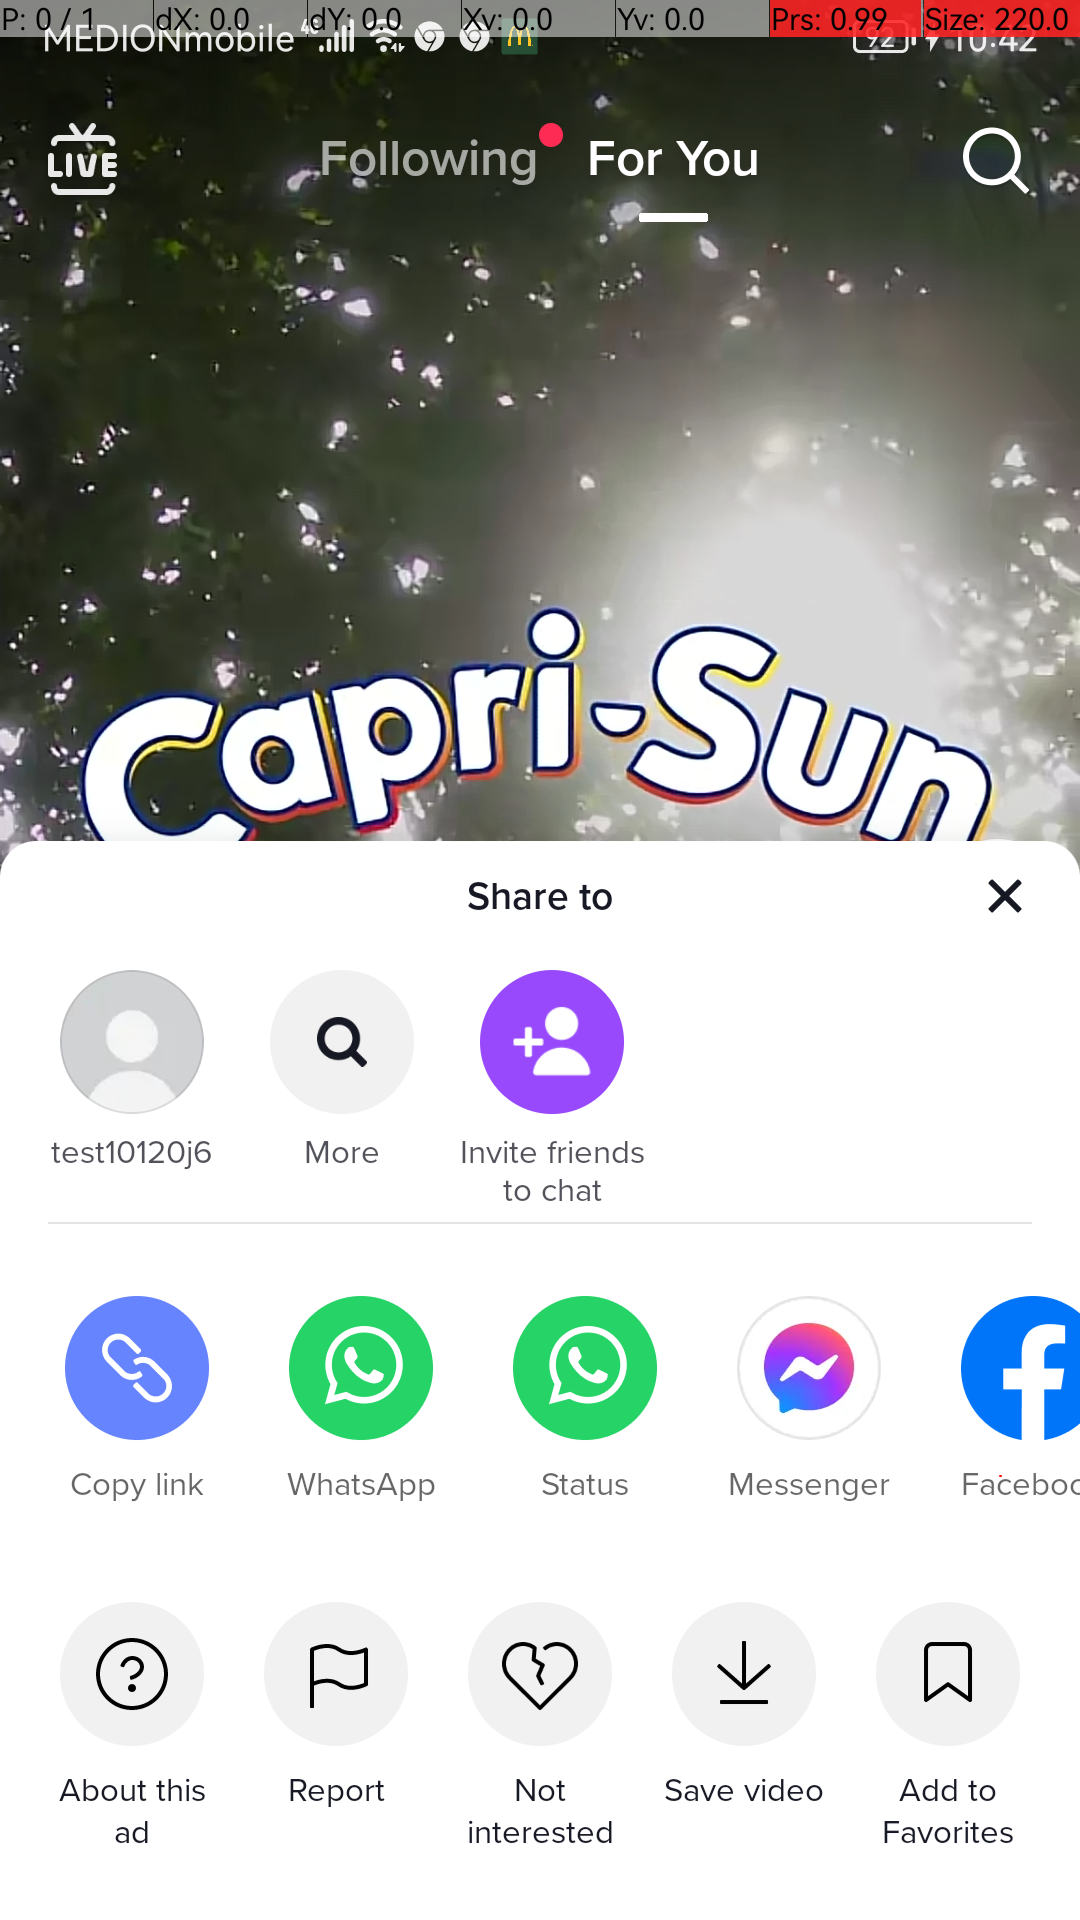 P: 0 / 1 dX: 0.0 dY: 0.0 Xv: 0.0 Yv: 0.0 Prs: 0.99 Size: 220.0
MEDIONmobile 4G 92 10:42
LIVE Following For You
Capri-Sun
Share to
test10120j6 More Invite friends
to chat
Copy link WhatsApp Status Messenger Faceboo
About this Report Not Save video Add to
ad interested Favorites